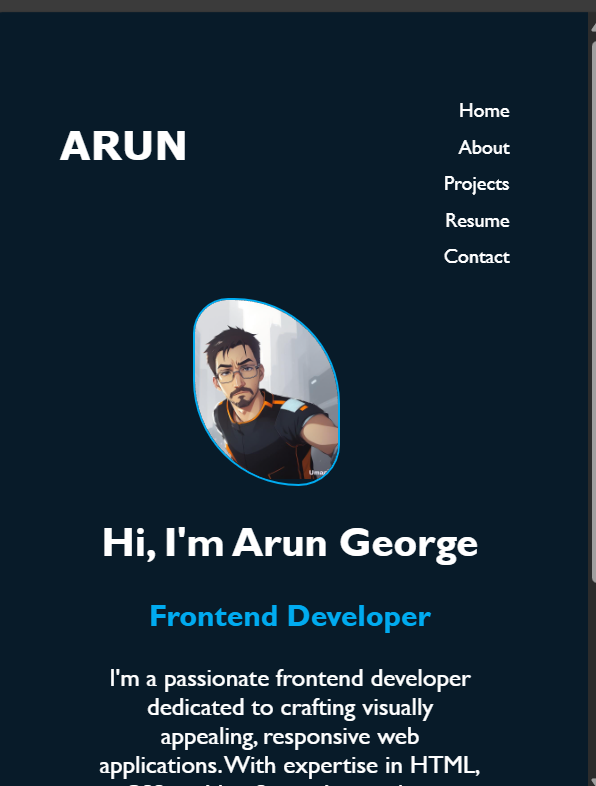 ARUN
Home
About
Projects
Resume
Contact
Hi, I'm Arun George
Frontend Developer
I'm a passionate frontend developer
dedicated to crafting visually
appealing, responsive web
applications. With expertise in HTML,